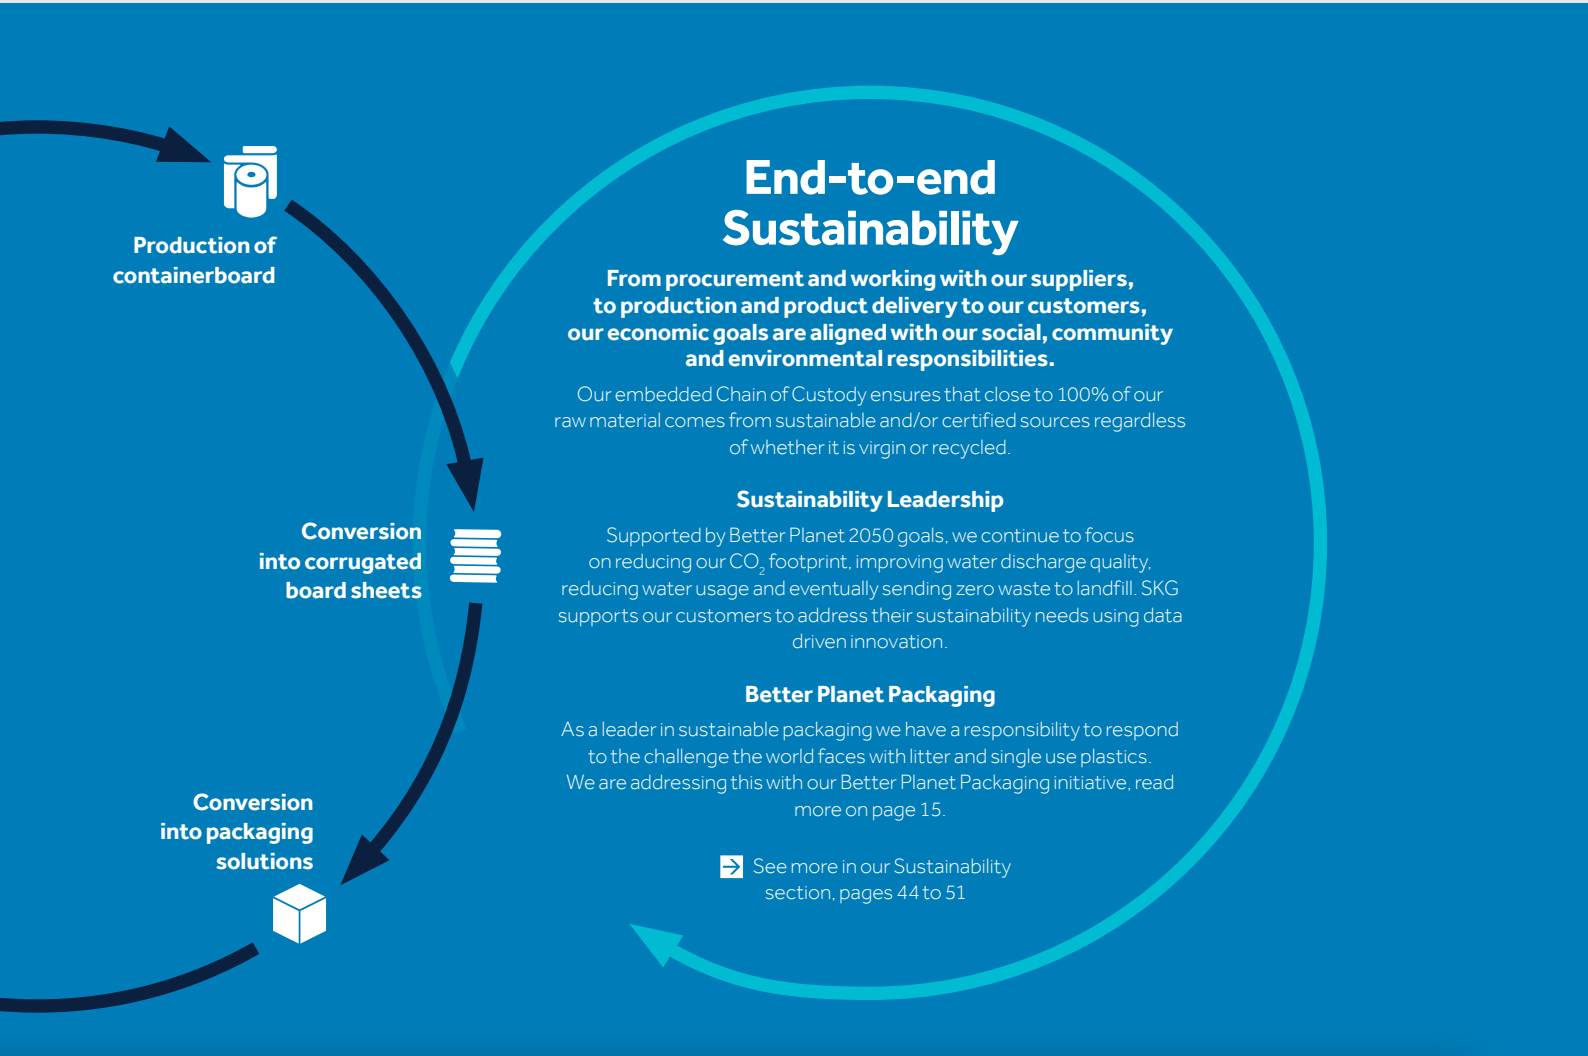 Production of
containerboard
Conversion
into corrugated
board sheets
Conversion
into packaging
solutions
End-to-end
Sustainability
From procurement and working with our suppliers,
to production and product delivery to our customers,
our economic goals are aligned with our social, community
and environmental responsibilities.
Our embedded Chain of Custody ensures that close to 100% of our
raw material comes from sustainable and/or certified sources regardless
of whether it is virgin or recycled.
Sustainability Leadership
Supported by Better Planet 2050 goals, we continue to focus
on reducing our CO₂ footprint, improving water discharge quality,
reducing water usage and eventually sending zero waste to landfill. SKG
supports our customers to address their sustainability needs using data
driven innovation.
Better Planet Packaging
As a leader in sustainable packaging we have a responsibility to respond
to the challenge the world faces with litter and single use plastics.
We are addressing this with our Better Planet Packaging initiative, read
more on page 15.
See more in our Sustainability
section, pages 44 to 51